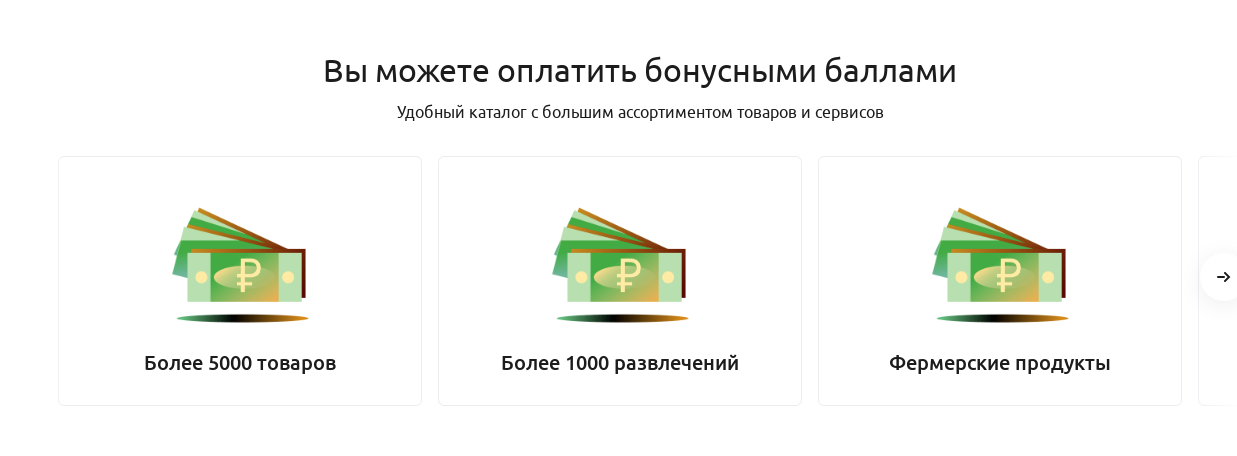 Вы можете оплатить бонусными баллами
Удобный каталог с большим ассортиментом товаров и сервисов
₽
₽
₽
Более 5000 товаров
Более 1000 развлечений
Фермерские продукты